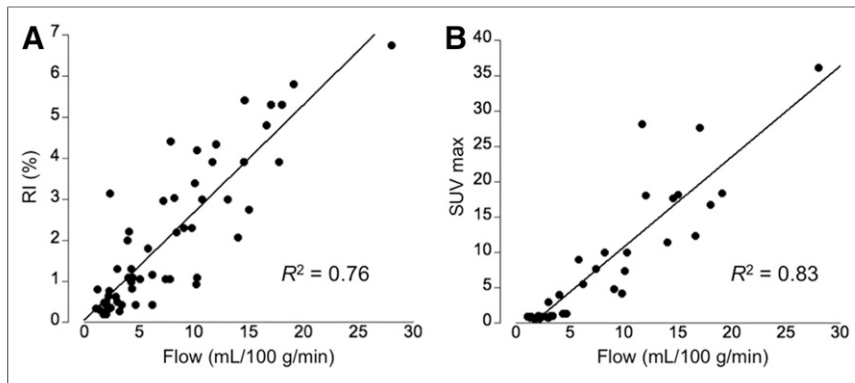 A
7
6
5
4
3
2
1
0
RI (%)
R² = 0.76
0 5 10 15 20 25 30
Flow (mL/100 g/min)
B
40
35
30
25
20
15
10
5
0
SUV max
R² = 0.83
0 5 10 15 20 25 30
Flow (mL/100 g/min)